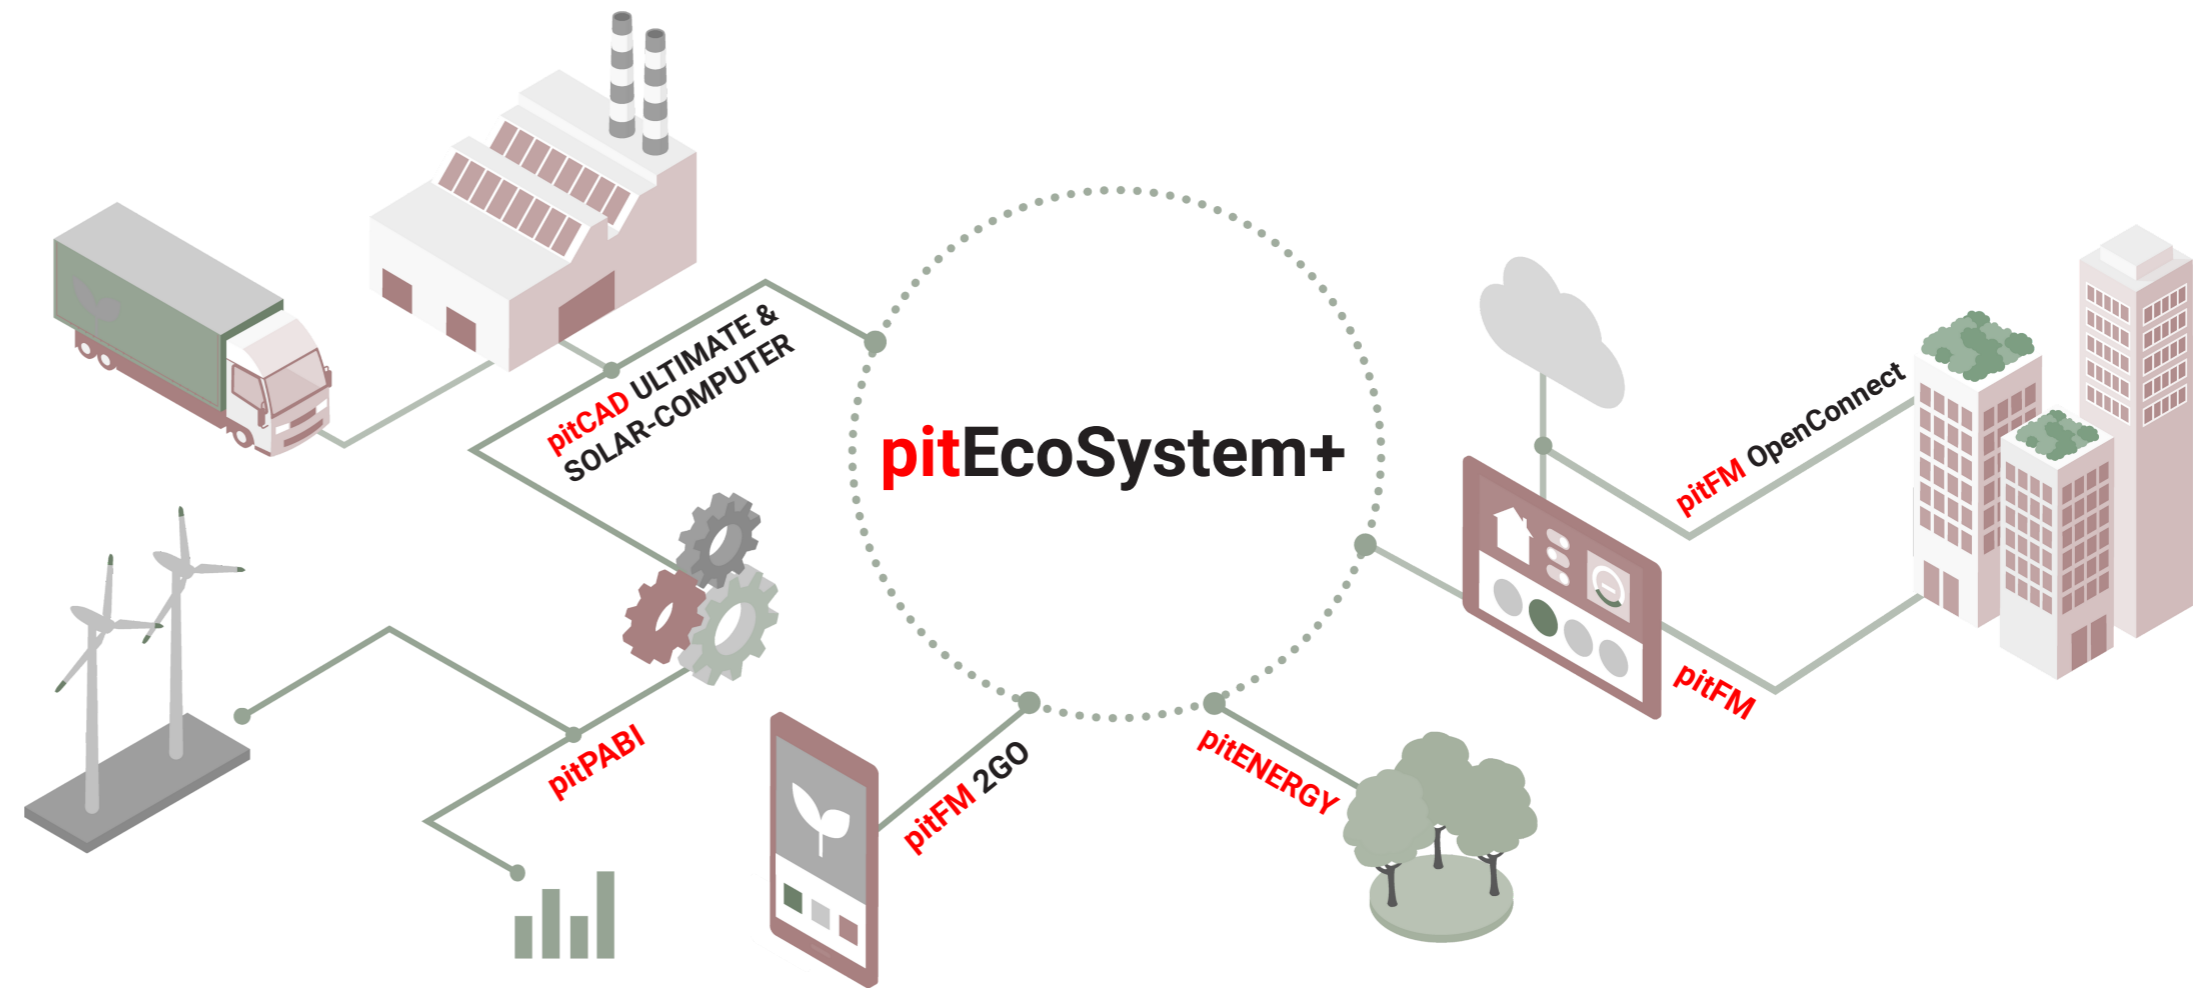 pitCAD ULTIMATE &
SOLAR-COMPUTER
pitEcoSystem+
pitFM OpenConnect
pitFM
pitPABI
pitFM 2GO
pitENERGY